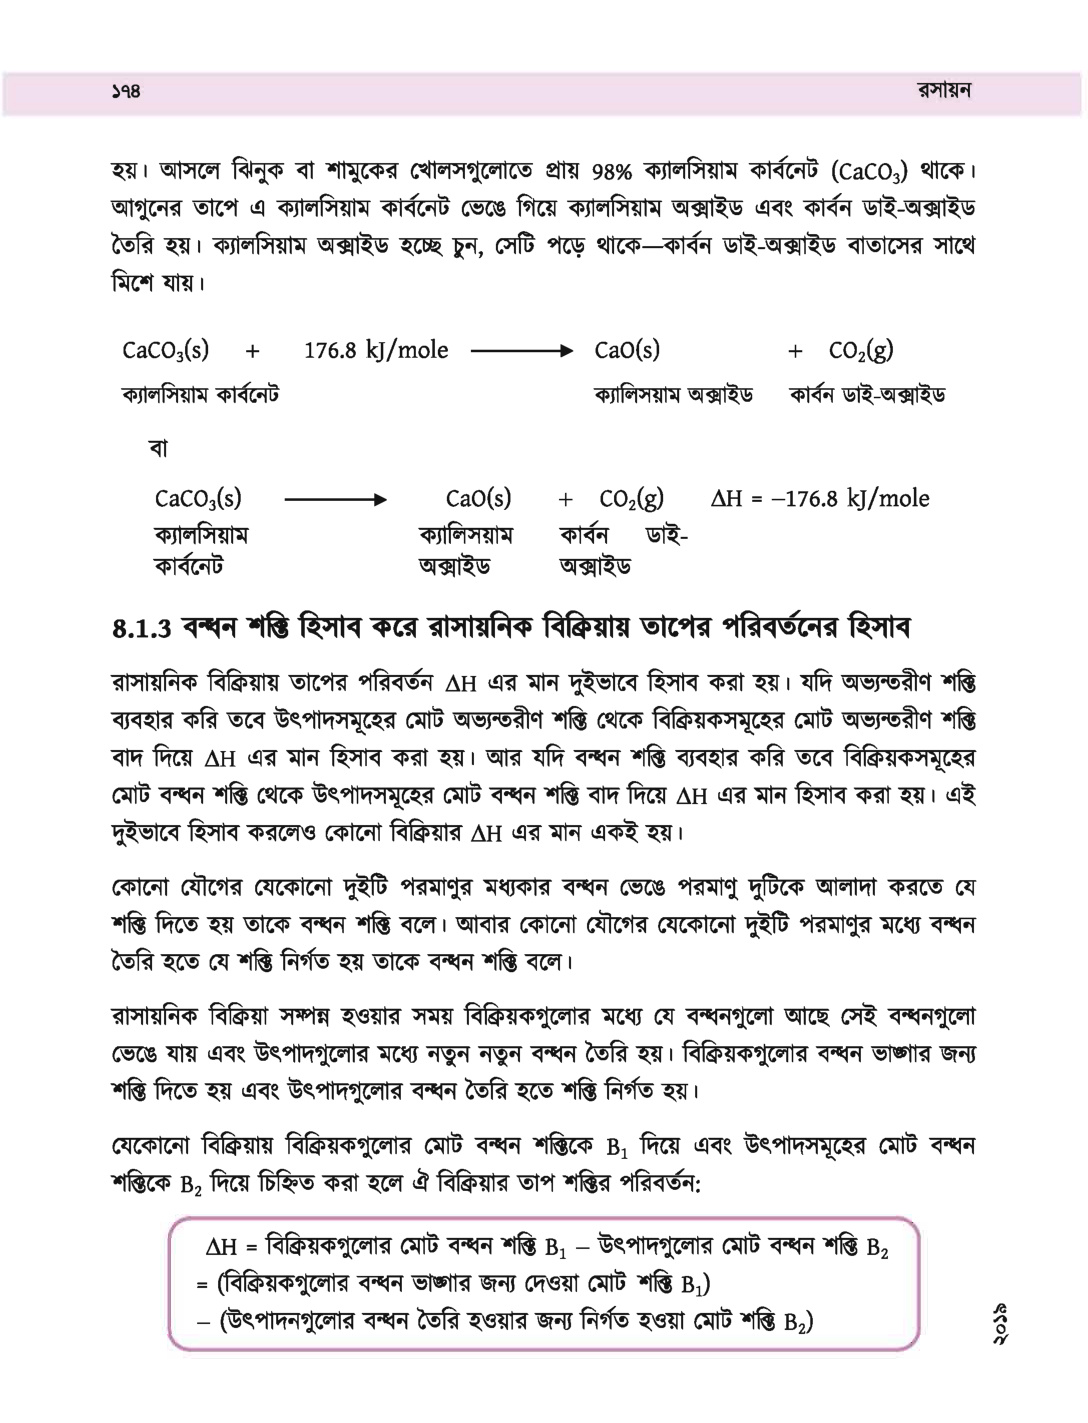 ১৭৪ রসায়ন
হয়। আসলে ঝিনুক বা শামুকের খোলসগুলোতে প্রায় 98% ক্যালসিয়াম কার্বনেট (CaCO₃) থাকে।
আগুনের তাপে এ ক্যালসিয়াম কার্বনেট ভেঙে গিয়ে ক্যালসিয়াম অক্সাইড এবং কার্বন ডাই-অক্সাইড
তৈরি হয়। ক্যালসিয়াম অক্সাইড হচ্ছে চুন, সেটি পড়ে থাকে—কার্বন ডাই-অক্সাইড বাতাসের সাথে
মিশে যায়।
CaCO₃(s) + 176.8 kJ/mole ⟶ CaO(s) + CO₂(g)
ক্যালসিয়াম কার্বনেট ক্যালিসয়াম অক্সাইড কার্বন ডাই-অক্সাইড
বা
CaCO₃(s) ⟶ CaO(s) + CO₂(g) ΔH = −176.8 kJ/mole
ক্যালসিয়াম ক্যালিসয়াম কার্বন ডাই-
কার্বনেট অক্সাইড অক্সাইড
8.1.3 বন্ধন শক্তি হিসাব করে রাসায়নিক বিক্রিয়ায় তাপের পরিবর্তনের হিসাব
রাসায়নিক বিক্রিয়ায় তাপের পরিবর্তন ΔH এর মান দুইভাবে হিসাব করা হয়। যদি অভ্যন্তরীণ শক্তি
ব্যবহার করি তবে উৎপাদসমূহের মোট অভ্যন্তরীণ শক্তি থেকে বিক্রিয়কসমূহের মোট অভ্যন্তরীণ শক্তি
বাদ দিয়ে ΔH এর মান হিসাব করা হয়। আর যদি বন্ধন শক্তি ব্যবহার করি তবে বিক্রিয়কসমূহের
মোট বন্ধন শক্তি থেকে উৎপাদসমূহের মোট বন্ধন শক্তি বাদ দিয়ে ΔH এর মান হিসাব করা হয়। এই
দুইভাবে হিসাব করলেও কোনো বিক্রিয়ার ΔH এর মান একই হয়।
কোনো যৌগের যেকোনো দুইটি পরমাণুর মধ্যকার বন্ধন ভেঙে পরমাণু দুটিকে আলাদা করতে যে
শক্তি দিতে হয় তাকে বন্ধন শক্তি বলে। আবার কোনো যৌগের যেকোনো দুইটি পরমাণুর মধ্যে বন্ধন
তৈরি হতে যে শক্তি নির্গত হয় তাকে বন্ধন শক্তি বলে।
রাসায়নিক বিক্রিয়া সম্পন্ন হওয়ার সময় বিক্রিয়কগুলোর মধ্যে যে বন্ধনগুলো আছে সেই বন্ধনগুলো
ভেঙে যায় এবং উৎপাদগুলোর মধ্যে নতুন নতুন বন্ধন তৈরি হয়। বিক্রিয়কগুলোর বন্ধন ভাঙ্গার জন্য
শক্তি দিতে হয় এবং উৎপাদগুলোর বন্ধন তৈরি হতে শক্তি নির্গত হয়।
যেকোনো বিক্রিয়ায় বিক্রিয়কগুলোর মোট বন্ধন শক্তিকে B₁ দিয়ে এবং উৎপাদসমূহের মোট বন্ধন
শক্তিকে B₂ দিয়ে চিহ্নিত করা হলে ঐ বিক্রিয়ার তাপ শক্তির পরিবর্তন:
ΔH = বিক্রিয়কগুলোর মোট বন্ধন শক্তি B₁ – উৎপাদগুলোর মোট বন্ধন শক্তি B₂
= (বিক্রিয়কগুলোর বন্ধন ভাঙ্গার জন্য দেওয়া মোট শক্তি B₁)
– (উৎপাদনগুলোর বন্ধন তৈরি হওয়ার জন্য নির্গত হওয়া মোট শক্তি B₂)
২০১৯